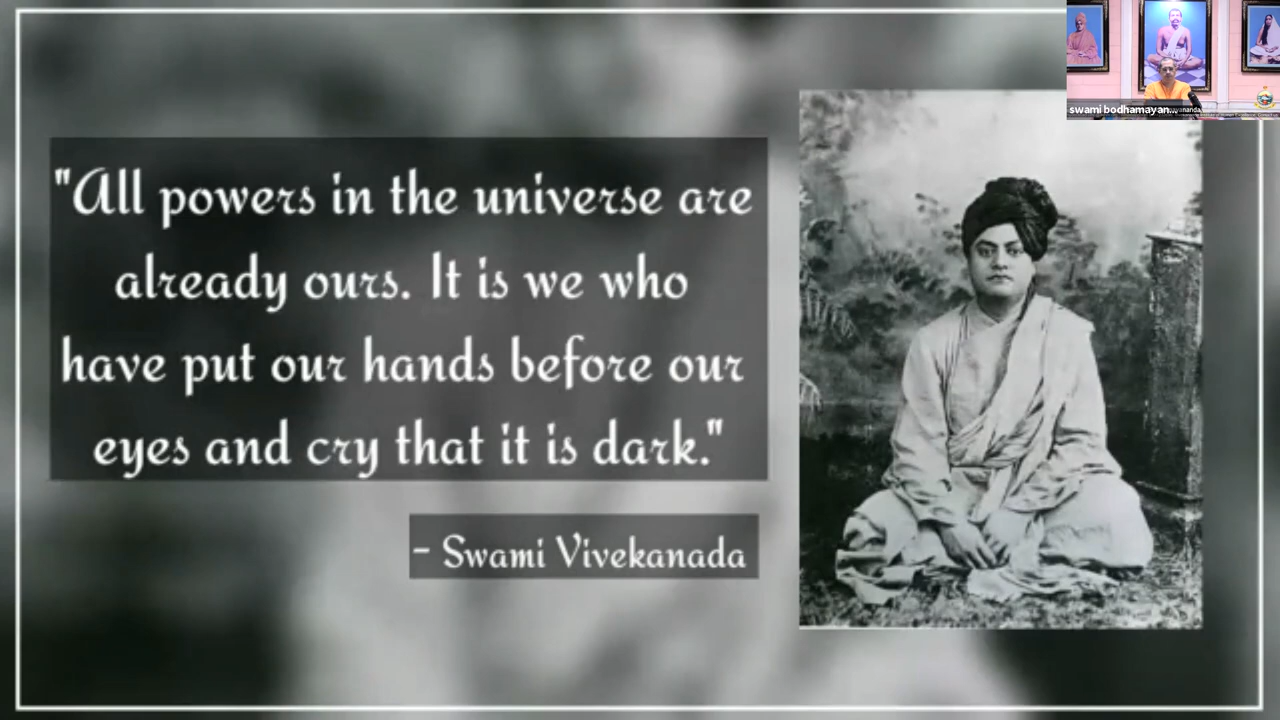 "All powers in the universe are
already ours. It is we who
have put our hands before our
eyes and cry that it is dark."
- Swami Vivekanada
swami bodhamayan...